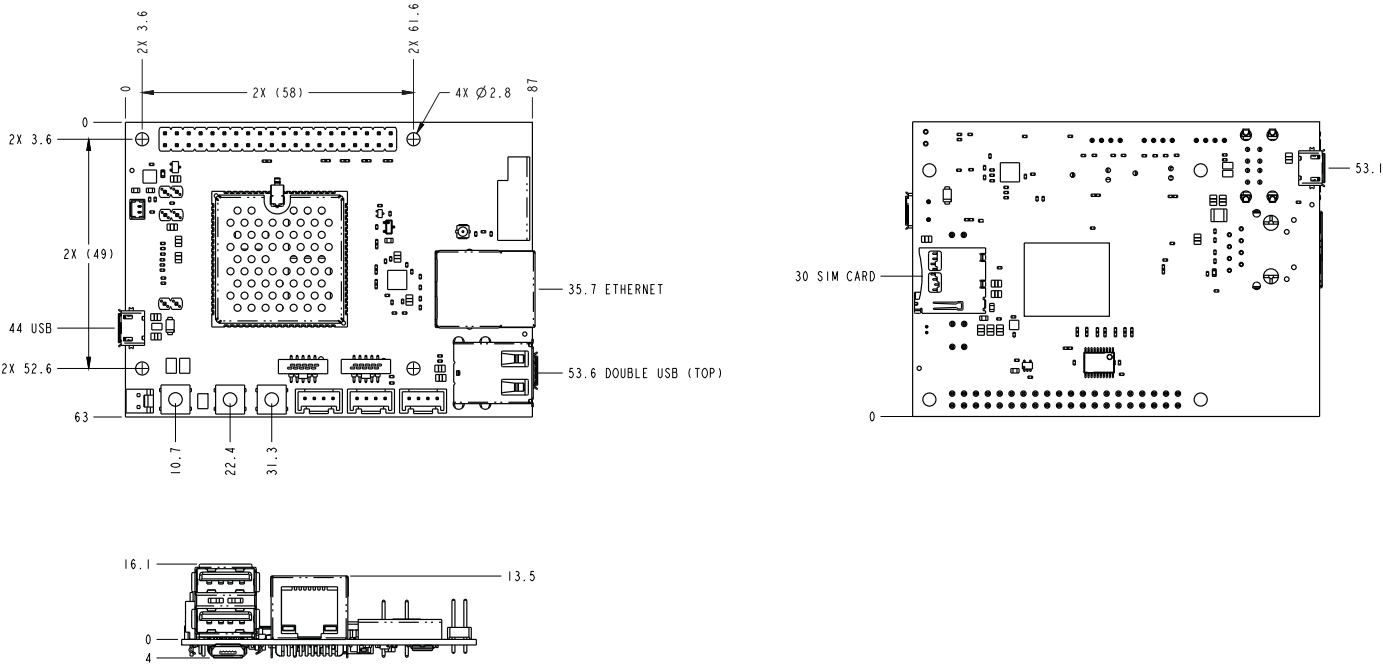 2X 3.6
2X 61.6
0
2X (58)
4X Ø2.8
87
0
2X 3.6
2X (49)
35.7 ETHERNET
44 USB
2X 52.6
53.6 DOUBLE USB (TOP)
63
10.7
22.4
31.3
53.1
30 SIM CARD
0
16.1
13.5
0
4